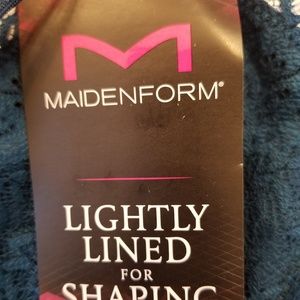 MAIDENFORM®
LIGHTLY
LINED
FOR
SHAPING